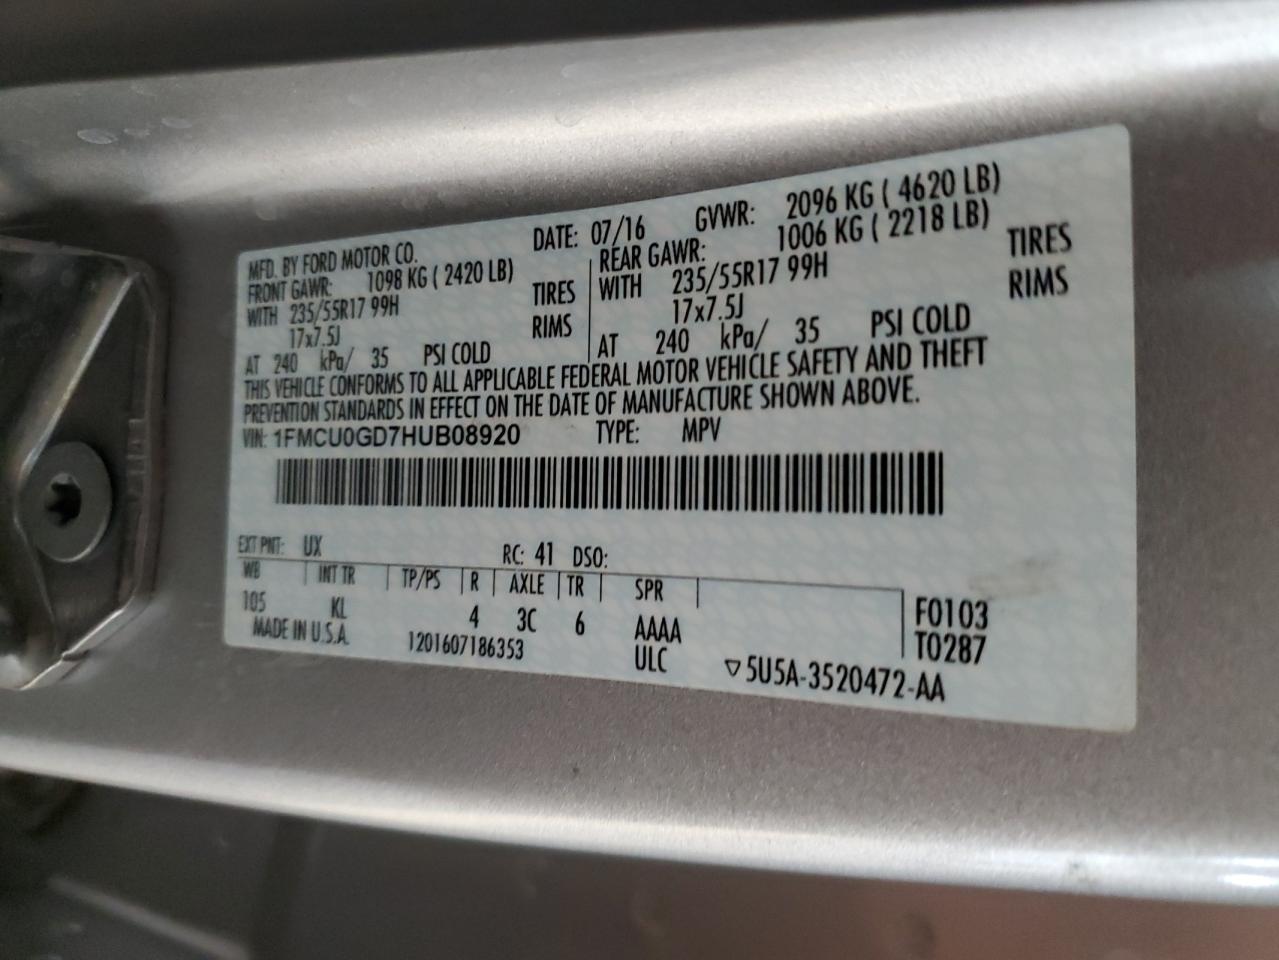 MFD. BY FORD MOTOR CO. DATE: 07/16 GVWR: 2096 KG ( 4620 LB)
FRONT GAWR: 1098 KG ( 2420 LB) REAR GAWR: 1006 KG ( 2218 LB)
WITH 235/55R17 99H TIRES WITH 235/55R17 99H TIRES
17x7.5J RIMS 17x7.5J RIMS
AT 240 kPa/ 35 PSI COLD AT 240 kPa/ 35 PSI COLD
THIS VEHICLE CONFORMS TO ALL APPLICABLE FEDERAL MOTOR VEHICLE SAFETY AND THEFT
PREVENTION STANDARDS IN EFFECT ON THE DATE OF MANUFACTURE SHOWN ABOVE.
VIN: 1FMCU0GD7HUB08920 TYPE: MPV
EXT PNT: UX RC: 41 DSO:
WB INT TR TP/PS R AXLE TR SPR
105 KL 4 3C 6 AAAA F0103
MADE IN U.S.A. 1201607186353 ULC T0287
▽5U5A-3520472-AA